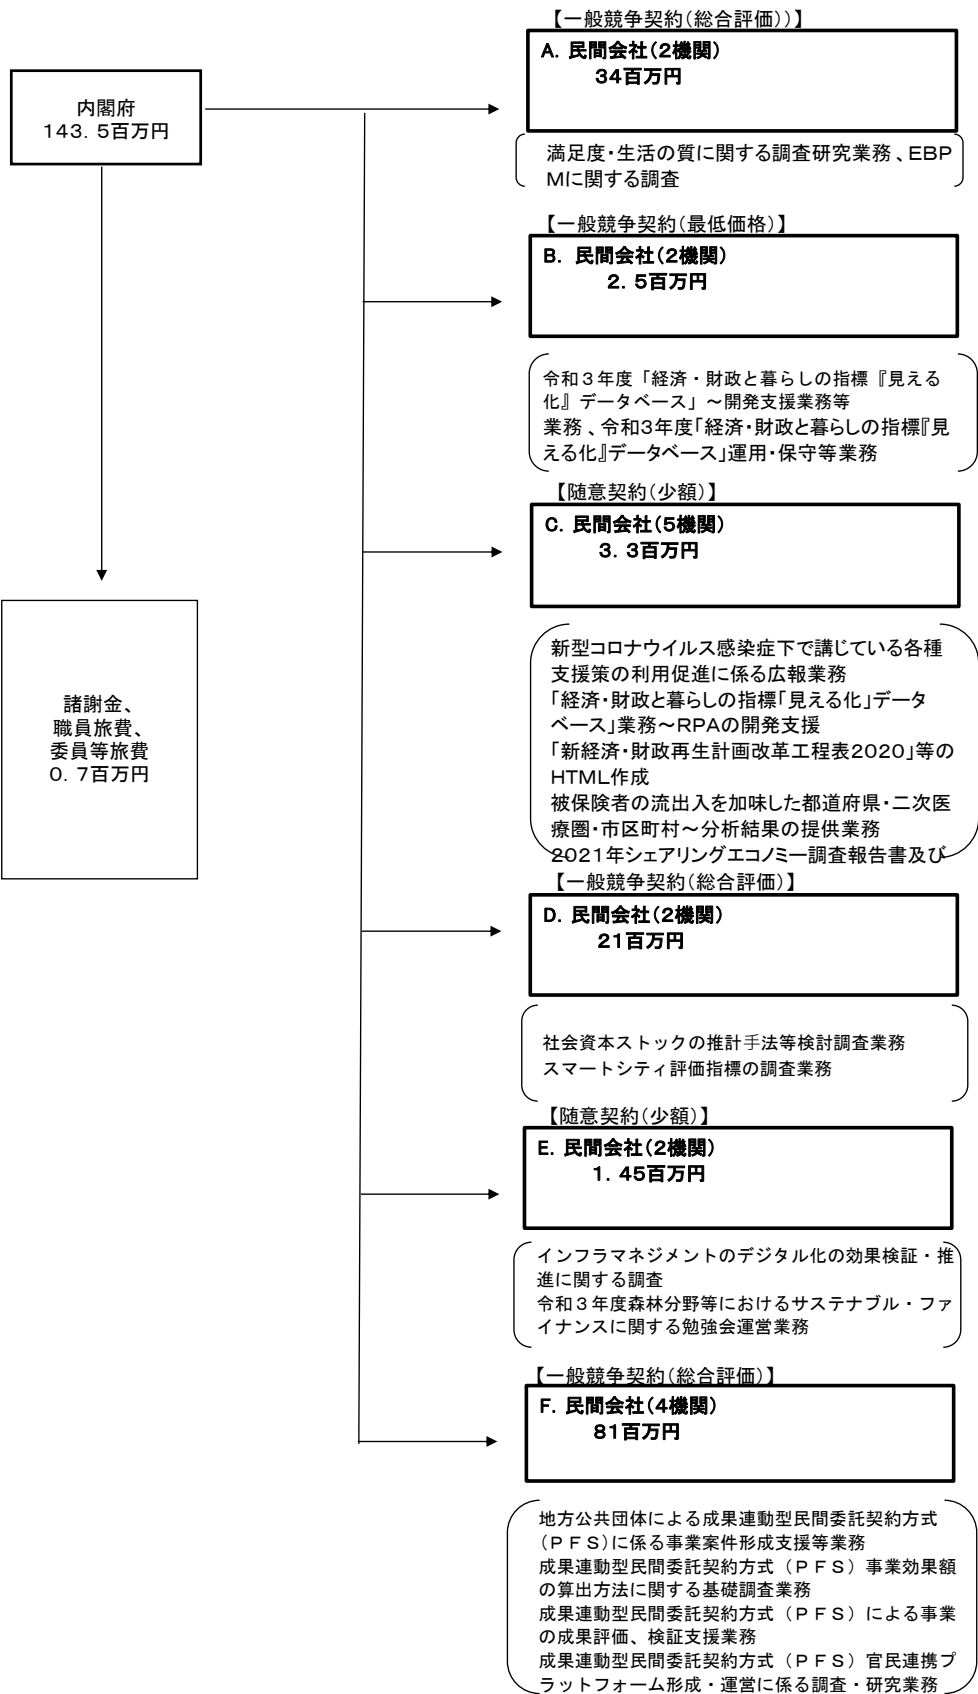 内閣府
143.5百万円
諸謝金、
職員旅費、
委員等旅費
0.7百万円
【一般競争契約(総合評価))】
A. 民間会社(2機関)
34百万円
満足度・生活の質に関する調査研究業務、EBP
Mに関する調査
【一般競争契約(最低価格)】
B. 民間会社(2機関)
2.5百万円
令和3年度「経済・財政と暮らしの指標『見える
化』データベース」~開発支援業務等
業務、令和3年度「経済・財政と暮らしの指標『見
える化』データベース」運用・保守等業務
【随意契約(少額)】
C. 民間会社(5機関)
3.3百万円
新型コロナウイルス感染症下で講じている各種
支援策の利用促進に係る広報業務
「経済・財政と暮らしの指標「見える化」データ
ベース」業務~RPAの開発支援
「新経済・財政再生計画改革工程表2020」等の
HTML作成
被保険者の流出入を加味した都道府県・二次医
療圏・市区町村~分析結果の提供業務
2021年シェアリングエコノミー調査報告書及び
【一般競争契約(総合評価)】
D. 民間会社(2機関)
21百万円
社会資本ストックの推計手法等検討調査業務
スマートシティ評価指標の調査業務
【随意契約(少額)】
E. 民間会社(2機関)
1.45百万円
インフラマネジメントのデジタル化の効果検証・推
進に関する調査
令和3年度森林分野等におけるサステナブル・ファ
イナンスに関する勉強会運営業務
【一般競争契約(総合評価)】
F. 民間会社(4機関)
81百万円
地方公共団体による成果連動型民間委託契約方式
(PFS)に係る事業案件形成支援等業務
成果連動型民間委託契約方式(PFS)事業効果額
の算出方法に関する基礎調査業務
成果連動型民間委託契約方式(PFS)による事業
の成果評価、検証支援業務
成果連動型民間委託契約方式(PFS)官民連携プ
ラットフォーム形成・運営に係る調査・研究業務